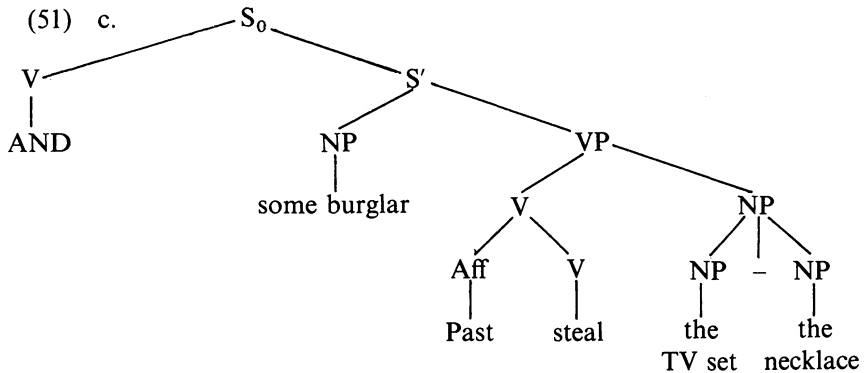 (51) c. S₀
V S′
AND NP VP
some burglar V NP
Aff V NP – NP
Past steal the the
TV set necklace